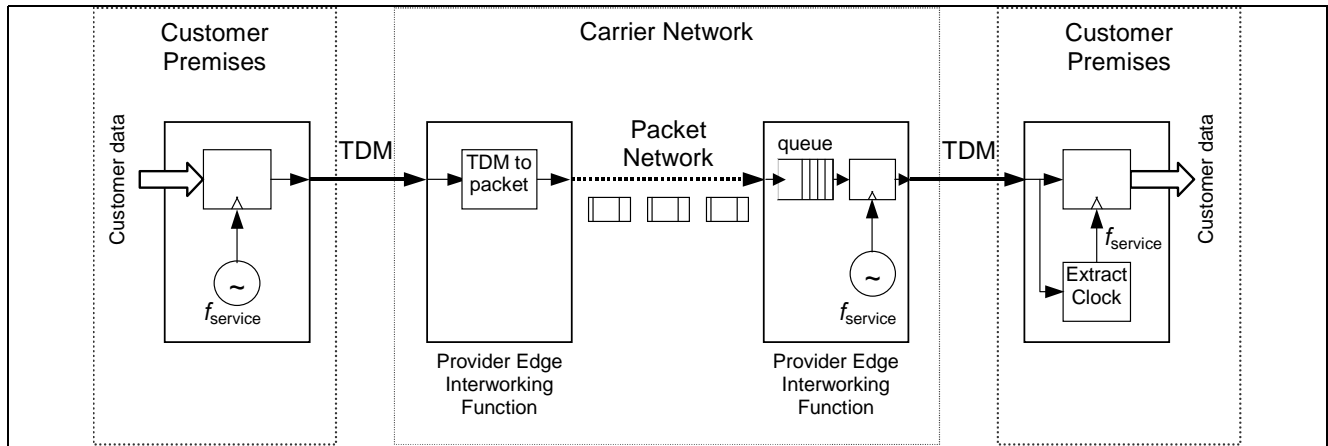 Customer
Premises
Carrier Network
Customer
Premises
Customer data
TDM
TDM to
packet
Packet
Network
queue
TDM
Customer data
~
fservice
~
fservice
fservice
Extract
Clock
Provider Edge
Interworking
Function
Provider Edge
Interworking
Function